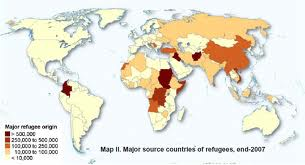 Major refugee origin
> 500,000
250,000 to 500,000
100,000 to 250,000
10,000 to 100,000
< 10,000
Map II. Major source countries of refugees, end-2007